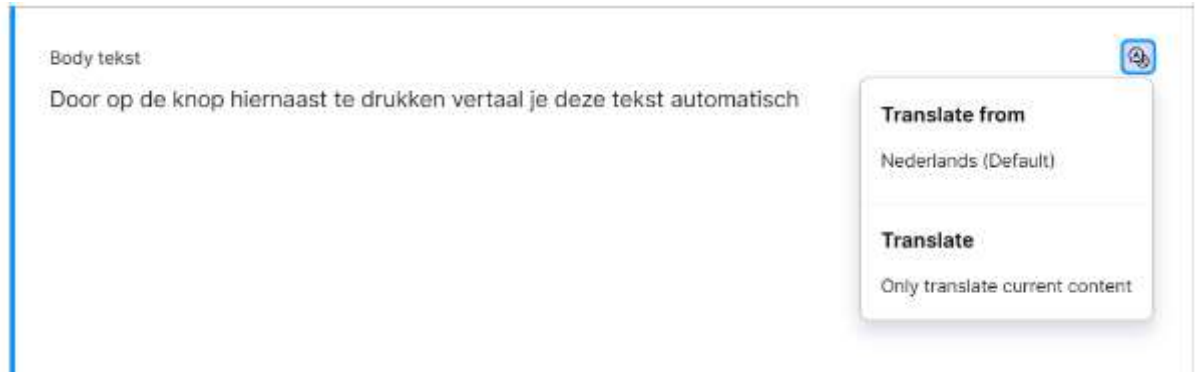 Body tekst
Door op de knop hiernaast te drukken vertaal je deze tekst automatisch
Translate from
Nederlands (Default)
Translate
Only translate current content